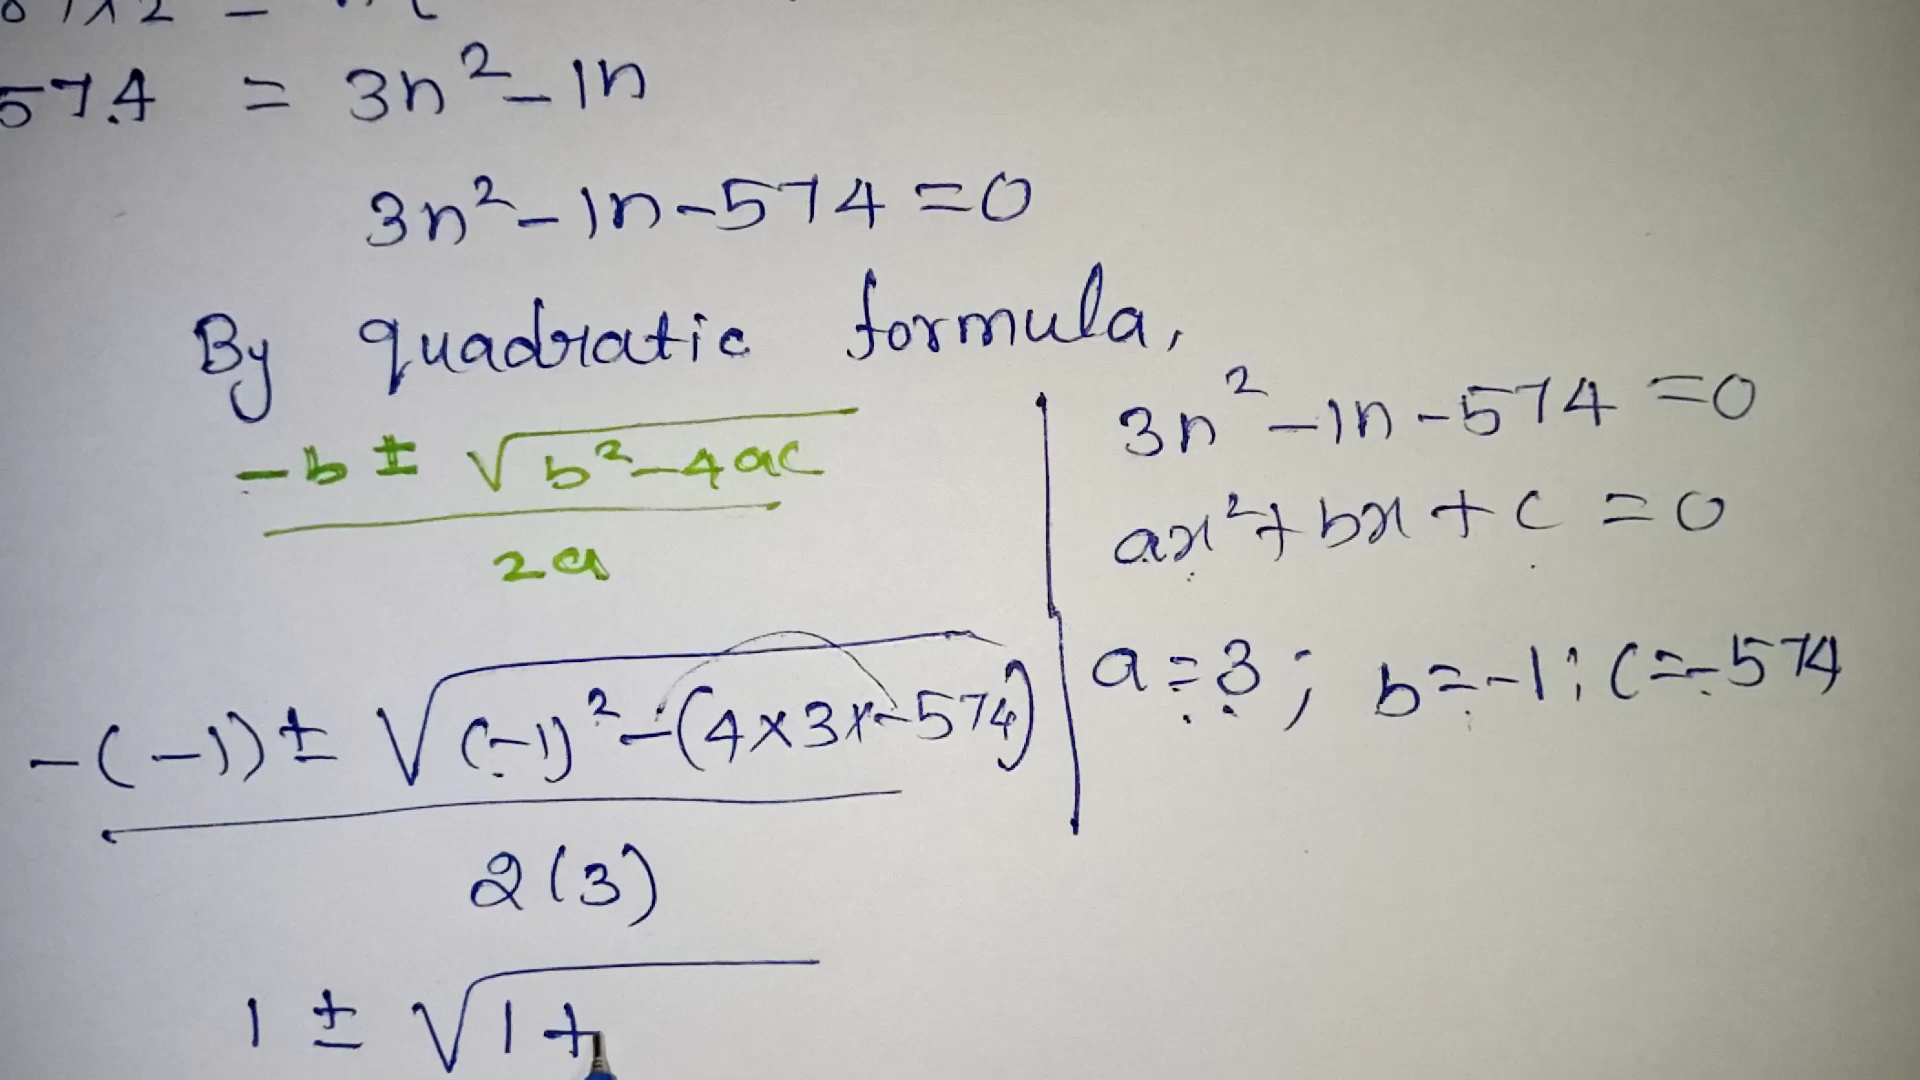 574 = 3n² - 1n
3n² - 1n - 574 = 0
By quadratic formula,
-b ± √b² - 4ac
2a
3n² - 1n - 574 = 0
ax² + bx + c = 0
a = 3; b = -1; c = -574
-(-1) ± √(-1)² - (4×3×-574)
2(3)
1 ± √1+